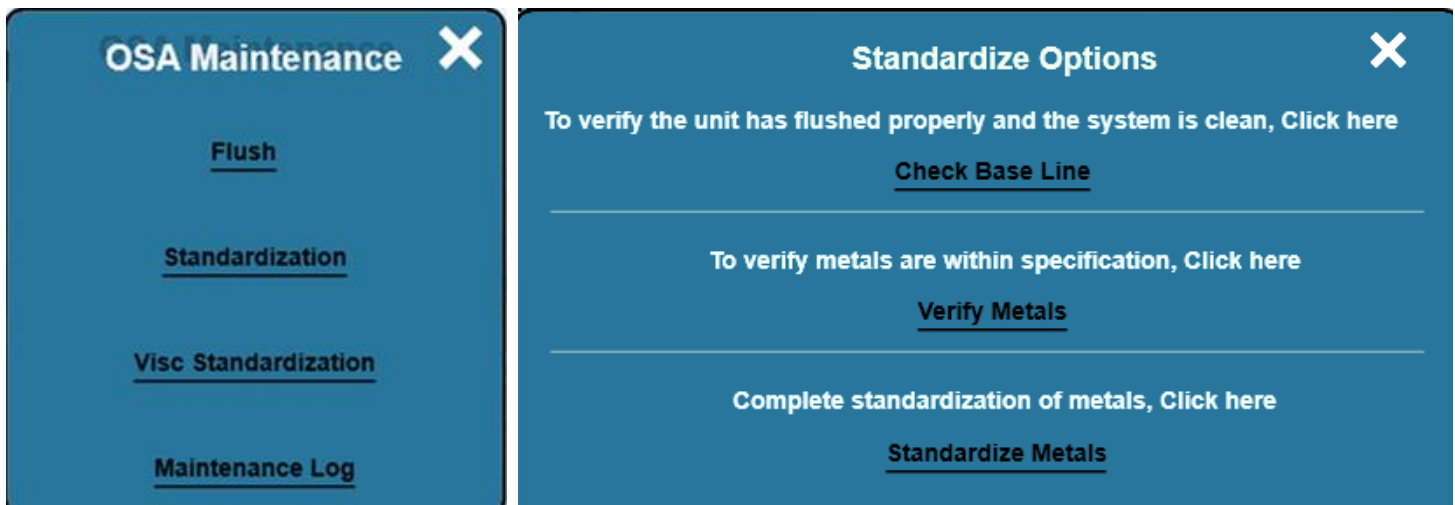 OSA Maintenance
Flush
Standardization
Visc Standardization
Maintenance Log
Standardize Options
To verify the unit has flushed properly and the system is clean, Click here
Check Base Line
To verify metals are within specification, Click here
Verify Metals
Complete standardization of metals, Click here
Standardize Metals